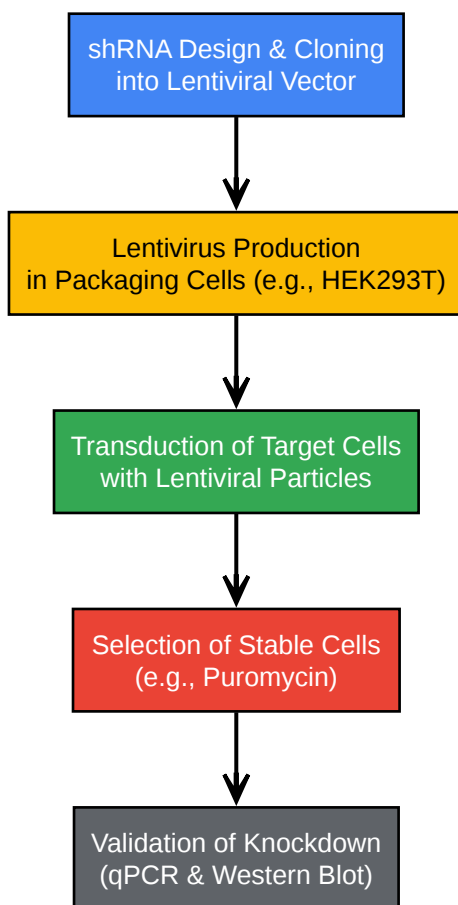 shRNA Design & Cloning
into Lentiviral Vector
Lentivirus Production
in Packaging Cells (e.g., HEK293T)
Transduction of Target Cells
with Lentiviral Particles
Selection of Stable Cells
(e.g., Puromycin)
Validation of Knockdown
(qPCR & Western Blot)